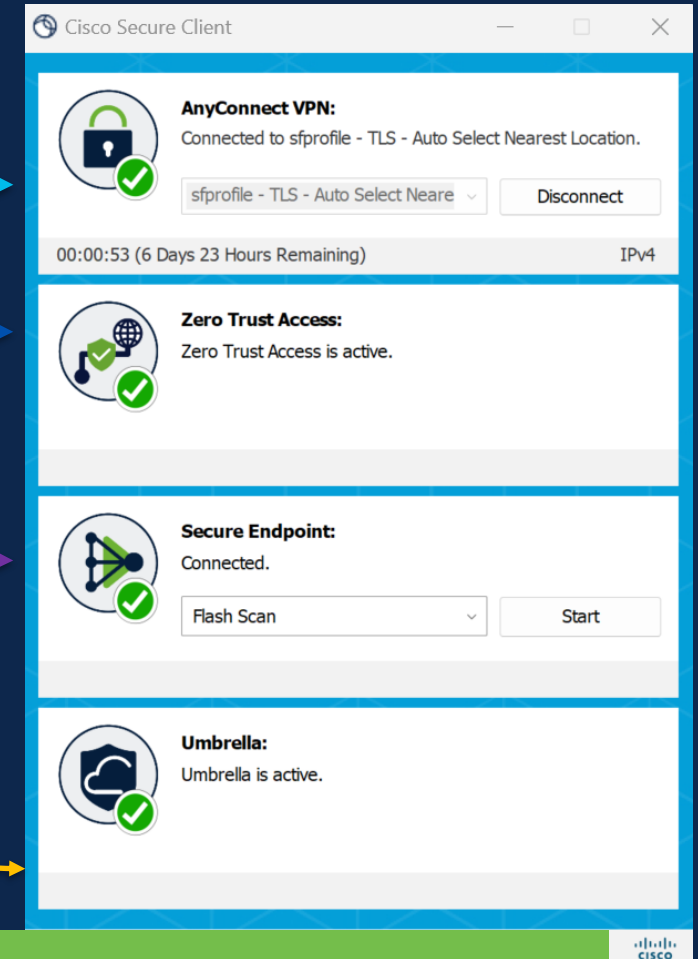 Cisco Secure Client
AnyConnect VPN:
Connected to sfprofile - TLS - Auto Select Nearest Location.
sfprofile - TLS - Auto Select Neare
Disconnect
00:00:53 (6 Days 23 Hours Remaining)
IPv4
Zero Trust Access:
Zero Trust Access is active.
Secure Endpoint:
Connected.
Flash Scan
Start
Umbrella:
Umbrella is active.
CISCO